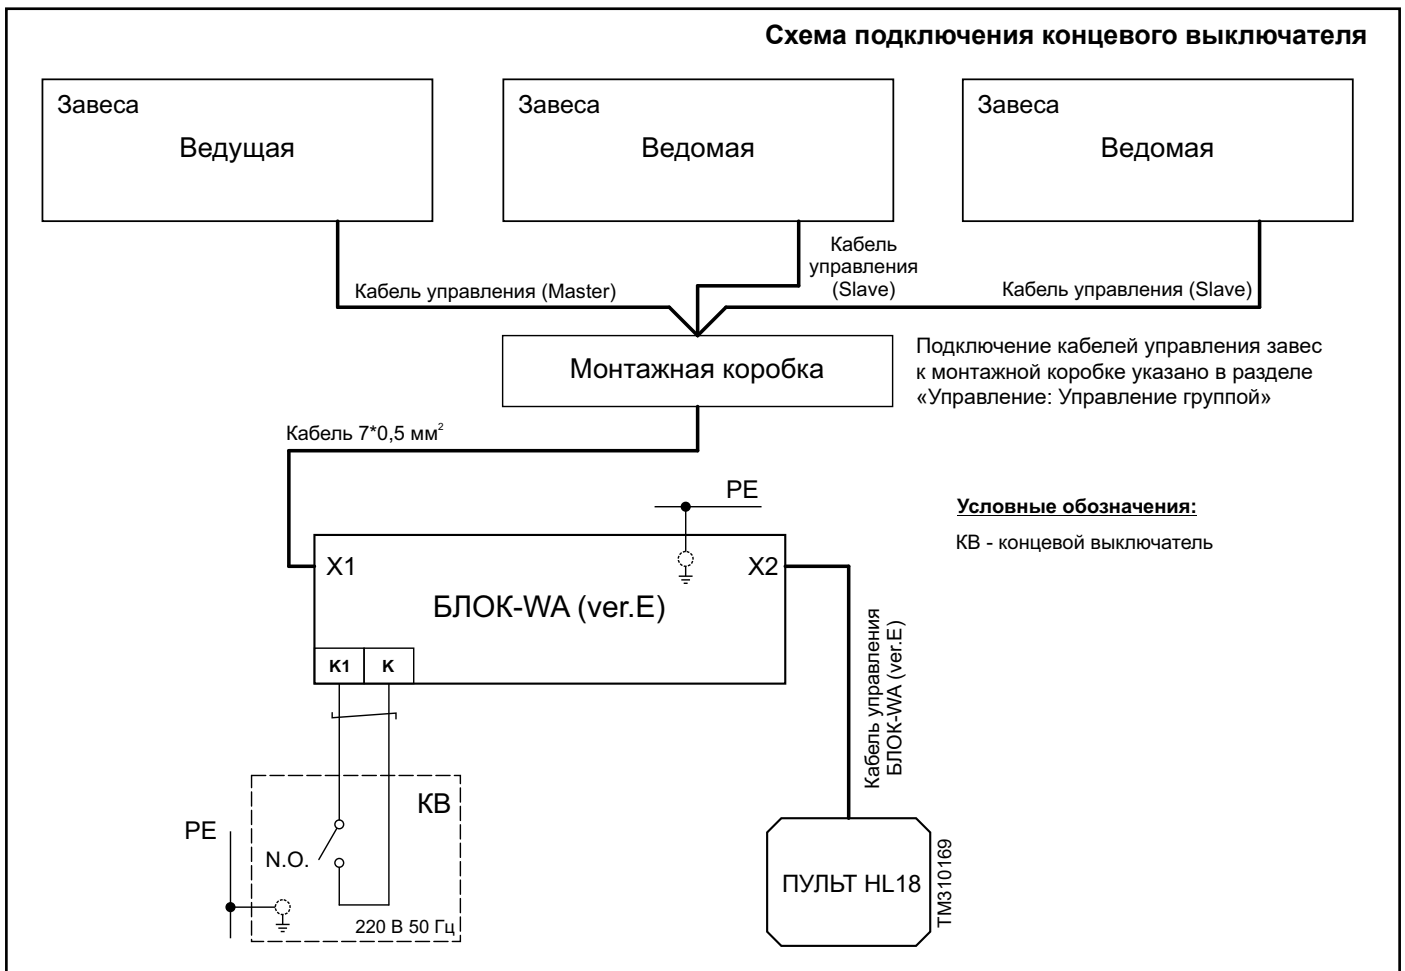 Схема подключения концевого выключателя
Завеса
Ведущая
Завеса
Ведомая
Завеса
Ведомая
Кабель управления (Master)
Кабель
управления
(Slave)
Кабель управления (Slave)
Монтажная коробка
Подключение кабелей управления завес
к монтажной коробке указано в разделе
«Управление: Управление группой»
Кабель 7*0,5 мм²
PE
Условные обозначения:
КВ - концевой выключатель
X1
X2
БЛОК-WA (ver.E)
K1
K
Кабель управления
БЛОК-WA (ver.E)
КВ
PE
N.O.
220 В 50 Гц
ПУЛЬТ HL18
TM310169